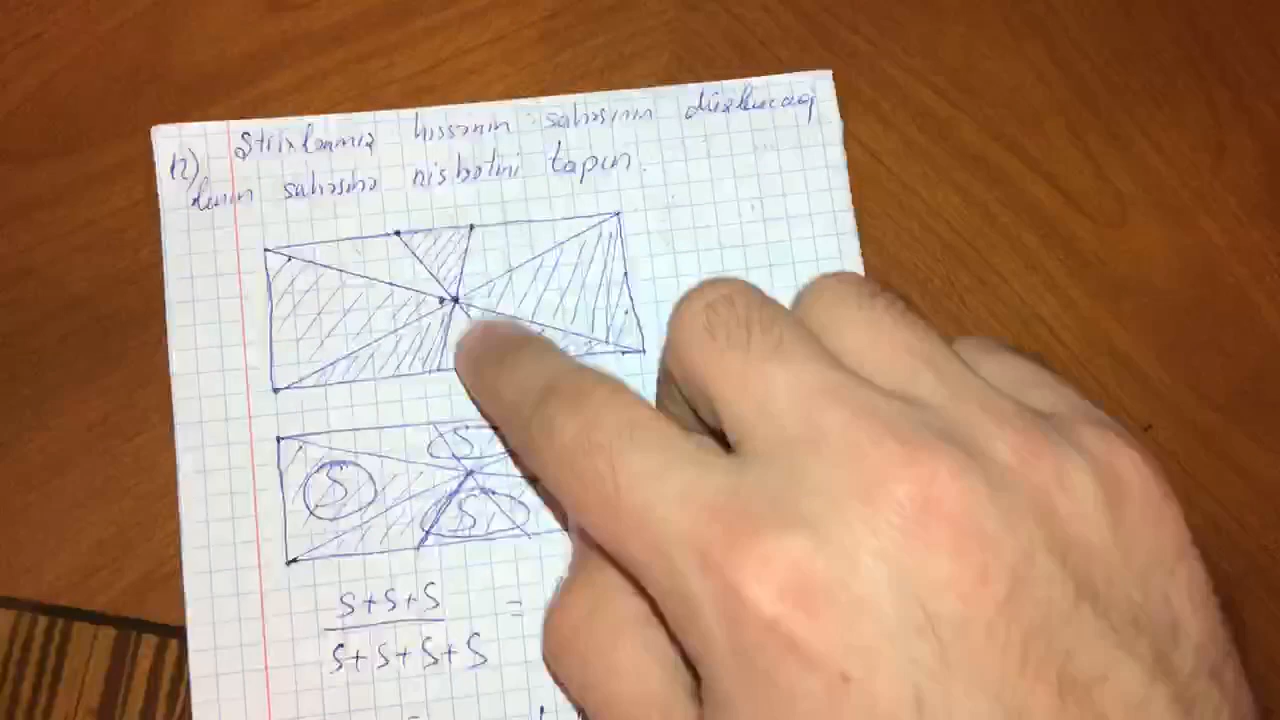 12) Ştrixlənmiş hissənin sahəsinin düzbucaq
lının sahəsinə nisbətini tapın.
S
S
S
S+S+S =
S+S+S+S
=